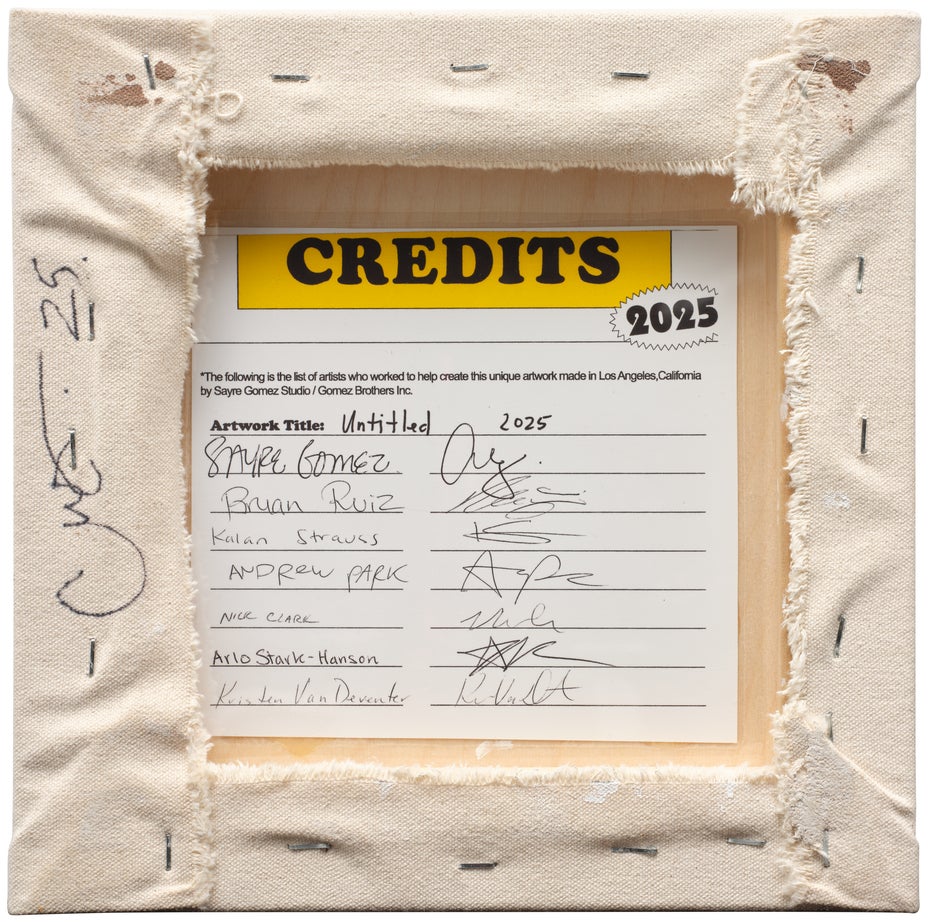 CREDITS
2025
*The following is the list of artists who worked to help create this unique artwork made in Los Angeles,California
by Sayre Gomez Studio / Gomez Brothers Inc.
Artwork Title: Untitled 2025
SAYRE GOMEZ
Bryan Ruiz
Kalan Strauss
ANDREW PARK
NICK CLARK
Arlo Stark-Hanson
Kristen Van Deventer
25.